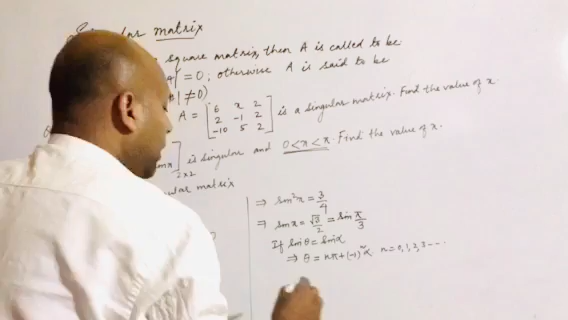 Singular matrix
square matrix, then A is called to be
= 0, otherwise A is said to be
≠ 0)
A = [ 6 x 2
2 -1 2
-10 5 2 ] is a singular matrix. Find the value of x.
]2×2 is singular and 0 < x < π. Find the value of x.
matrix
⇒ sin²x = 3/4
⇒ sin x = √3/2 = sin π/3
If sin θ = sin α
⇒ θ = nπ + (-1)ⁿ α n = 0, 1, 2, 3 ---